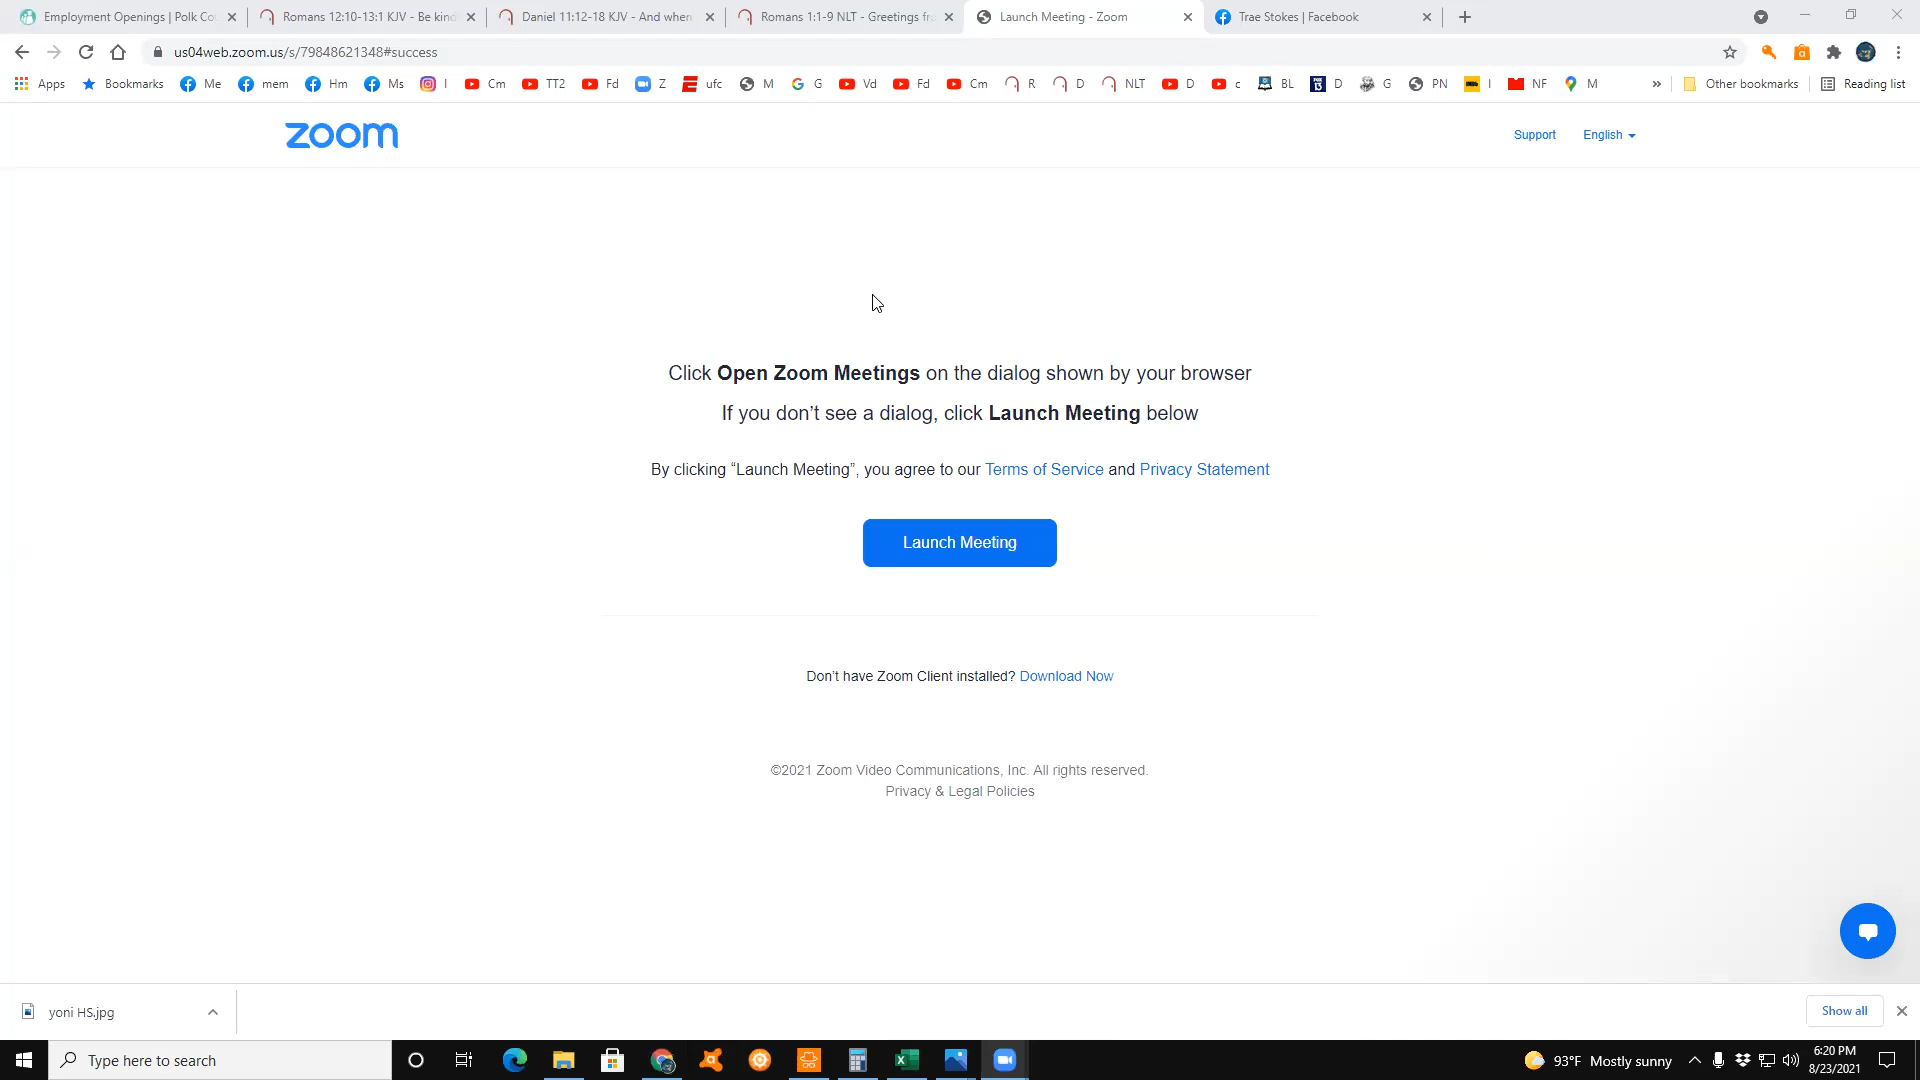 Employment Openings | Polk Co
Romans 12:10-13:1 KJV - Be kind
Daniel 11:12-18 KJV - And when
Romans 1:1-9 NLT - Greetings fr
Launch Meeting - Zoom
Trae Stokes | Facebook
us04web.zoom.us/s/79848621348#success
Apps Bookmarks Me mem Hm Ms I Cm TT2 Fd Z ufc M G Vd Fd Cm R D NLT D c BL D G PN I NF M » Other bookmarks Reading list
zoom
Support English
Click Open Zoom Meetings on the dialog shown by your browser
If you don’t see a dialog, click Launch Meeting below
By clicking “Launch Meeting”, you agree to our Terms of Service and Privacy Statement
Launch Meeting
Don’t have Zoom Client installed? Download Now
©2021 Zoom Video Communications, Inc. All rights reserved.
Privacy & Legal Policies
yoni HS.jpg
Show all
Type here to search
93°F Mostly sunny
6:20 PM
8/23/2021